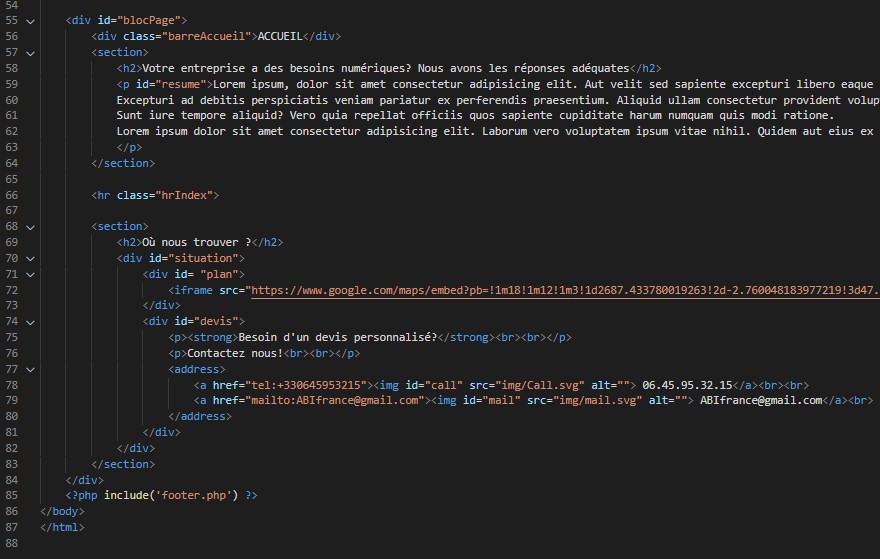 54
55 <div id="blocPage">
56 <div class="barreAccueil">ACCUEIL</div>
57 <section>
58 <h2>Votre entreprise a des besoins numériques? Nous avons les réponses adéquates</h2>
59 <p id="resume">Lorem ipsum, dolor sit amet consectetur adipisicing elit. Aut velit sed sapiente excepturi libero eaque
60 Excepturi ad debitis perspiciatis veniam pariatur ex perferendis praesentium. Aliquid ullam consectetur provident volup
61 Sunt iure tempore aliquid? Vero quia repellat officiis quos sapiente cupiditate harum numquam quis modi ratione.
62 Lorem ipsum dolor sit amet consectetur adipisicing elit. Laborum vero voluptatem ipsum vitae nihil. Quidem aut eius ex
63 </p>
64 </section>
65
66 <hr class="hrIndex">
67
68 <section>
69 <h2>Où nous trouver ?</h2>
70 <div id="situation">
71 <div id= "plan">
72 <iframe src="https://www.google.com/maps/embed?pb=!1m18!1m12!1m3!1d2687.433780019263!2d-2.760048183977219!3d47.
73 </div>
74 <div id="devis">
75 <p><strong>Besoin d'un devis personnalisé?</strong><br><br></p>
76 <p>Contactez nous!<br><br></p>
77 <address>
78 <a href="tel:+330645953215"><img id="call" src="img/Call.svg" alt=""> 06.45.95.32.15</a><br><br>
79 <a href="mailto:ABIfrance@gmail.com"><img id="mail" src="img/mail.svg" alt=""> ABIfrance@gmail.com</a><br>
80 </address>
81 </div>
82 </div>
83 </section>
84 </div>
85 <?php include('footer.php') ?>
86 </body>
87 </html>
88